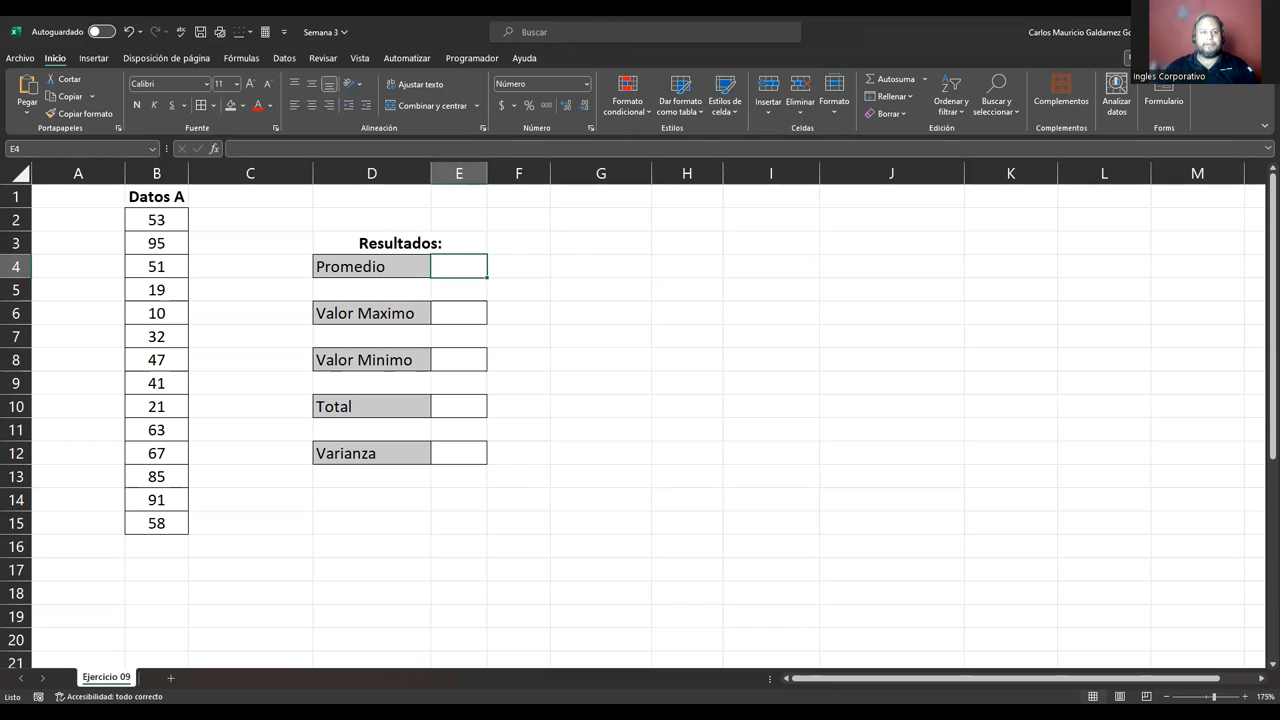 Autoguardado
Semana 3
Buscar
Carlos Mauricio Galdamez
Ingles Corporativo
Archivo Inicio Insertar Disposición de página Fórmulas Datos Revisar Vista Automatizar Programador Ayuda
Pegar
Cortar
Copiar
Copiar formato
Portapapeles
Calibri 11
N K S
Fuente
Ajustar texto
Combinar y centrar
Alineación
Número
$ % 000
Número
Formato condicional
Dar formato como tabla
Estilos de celda
Estilos
Insertar Eliminar Formato
Celdas
Autosuma
Rellenar
Borrar
Ordenar y filtrar
Buscar y seleccionar
Edición
Complementos
Complementos
Analizar datos
Formulario
Forms
E4
fx
A B C D E F G H I J K L M
1 Datos A
2 53
3 95 Resultados:
4 51 Promedio
5 19
6 10 Valor Maximo
7 32
8 47 Valor Minimo
9 41
10 21 Total
11 63
12 67 Varianza
13 85
14 91
15 58
16
17
18
19
20
21
Ejercicio 09
Listo
Accesibilidad: todo correcto
175%